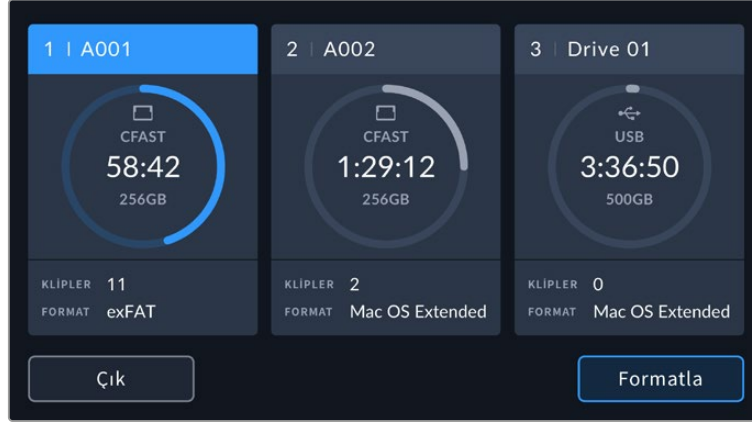 1 | A001
CFAST
58:42
256GB
KLİPLER 11
FORMAT exFAT
2 | A002
CFAST
1:29:12
256GB
KLİPLER 2
FORMAT Mac OS Extended
3 | Drive 01
USB
3:36:50
500GB
KLİPLER 0
FORMAT Mac OS Extended
Çık
Formatla